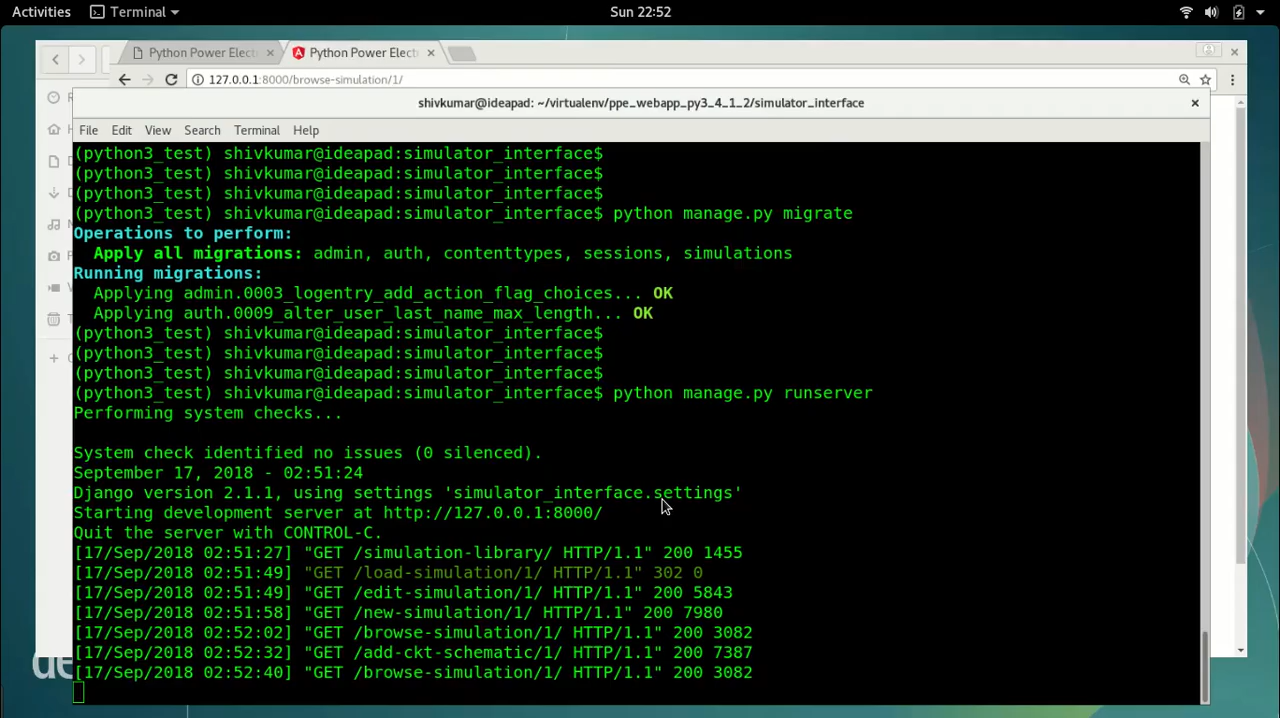 Activities Terminal Sun 22:52
Python Power Elect Python Power Elect
127.0.0.1:8000/browse-simulation/1/
shivkumar@ideapad: ~/virtualenv/ppe_webapp_py3_4_1_2/simulator_interface
File Edit View Search Terminal Help
(python3_test) shivkumar@ideapad:simulator_interface$
(python3_test) shivkumar@ideapad:simulator_interface$
(python3_test) shivkumar@ideapad:simulator_interface$
(python3_test) shivkumar@ideapad:simulator_interface$ python manage.py migrate
Operations to perform:
Apply all migrations: admin, auth, contenttypes, sessions, simulations
Running migrations:
Applying admin.0003_logentry_add_action_flag_choices... OK
Applying auth.0009_alter_user_last_name_max_length... OK
(python3_test) shivkumar@ideapad:simulator_interface$
(python3_test) shivkumar@ideapad:simulator_interface$
(python3_test) shivkumar@ideapad:simulator_interface$
(python3_test) shivkumar@ideapad:simulator_interface$ python manage.py runserver
Performing system checks...
System check identified no issues (0 silenced).
September 17, 2018 - 02:51:24
Django version 2.1.1, using settings 'simulator_interface.settings'
Starting development server at http://127.0.0.1:8000/
Quit the server with CONTROL-C.
[17/Sep/2018 02:51:27] "GET /simulation-library/ HTTP/1.1" 200 1455
[17/Sep/2018 02:51:49] "GET /load-simulation/1/ HTTP/1.1" 302 0
[17/Sep/2018 02:51:49] "GET /edit-simulation/1/ HTTP/1.1" 200 5843
[17/Sep/2018 02:51:58] "GET /new-simulation/1/ HTTP/1.1" 200 7980
[17/Sep/2018 02:52:02] "GET /browse-simulation/1/ HTTP/1.1" 200 3082
[17/Sep/2018 02:52:32] "GET /add-ckt-schematic/1/ HTTP/1.1" 200 7387
[17/Sep/2018 02:52:40] "GET /browse-simulation/1/ HTTP/1.1" 200 3082